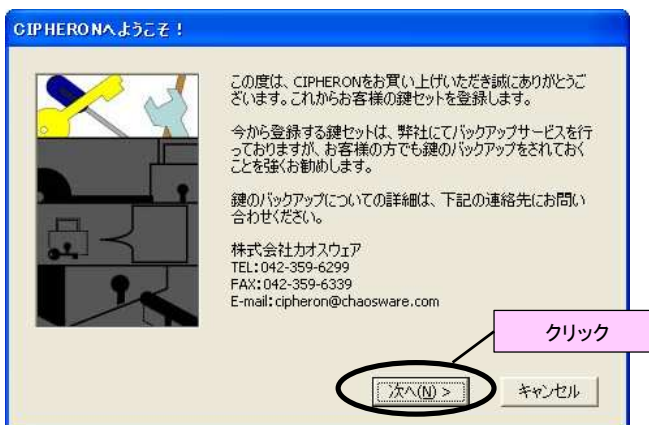 CIPHERONへようこそ！
この度は、CIPHERONをお買い上げいただき誠にありがとうご
ざいます。これからお客様の鍵セットを登録します。
今から登録する鍵セットは、弊社にてバックアップサービスを行
っておりますが、お客様の方でも鍵のバックアップをされておく
ことを強くお勧めします。
鍵のバックアップについての詳細は、下記の連絡先にお問い
合わせください。
株式会社カオスウェア
TEL：042-359-6299
FAX：042-359-6339
E-mail：cipheron@chaosware.com
クリック
次へ(N) >
キャンセル